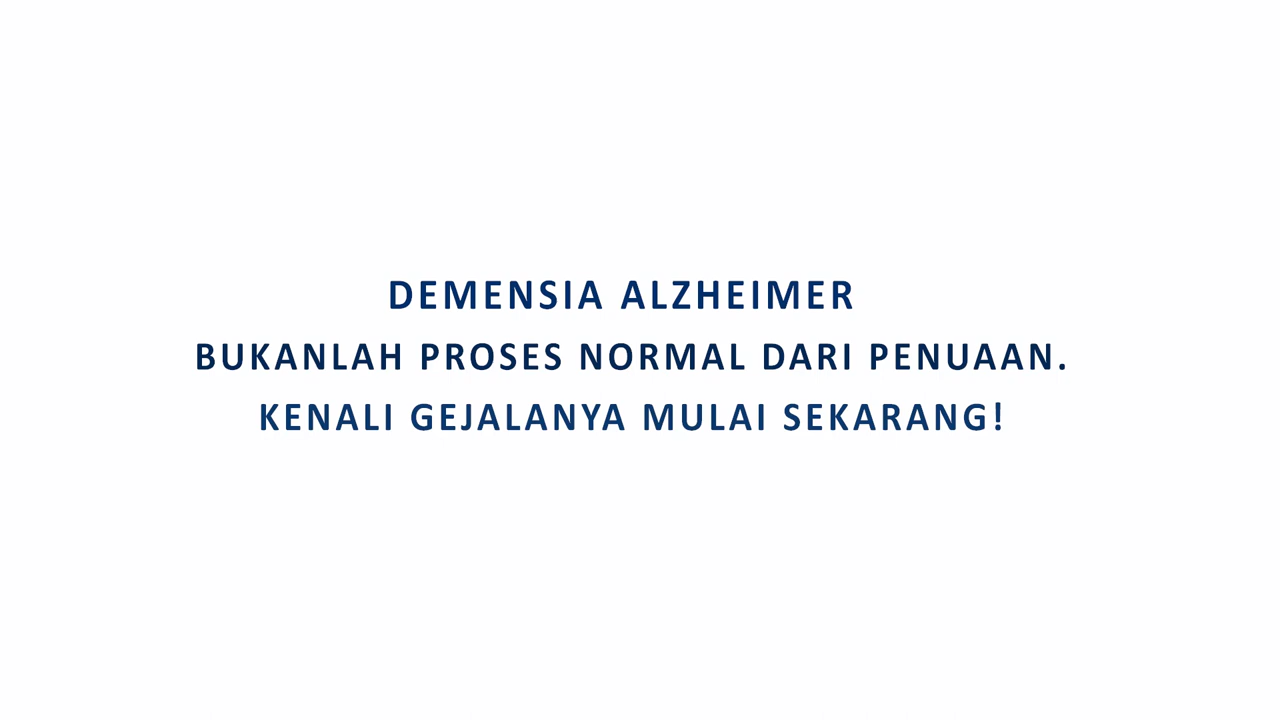 DEMENSIA ALZHEIMER
BUKANLAH PROSES NORMAL DARI PENUAAN.
KENALI GEJALANYA MULAI SEKARANG!